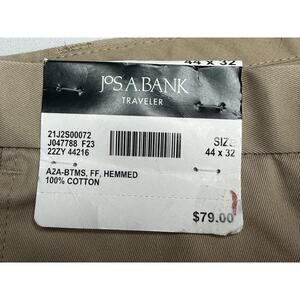 44 x 32
JOS. A. BANK
TRAVELER
21J2S00072
J047788 F23
22ZY 44216
SIZE
44 x 32
A2A-BTMS, FF, HEMMED
100% COTTON
$79.00